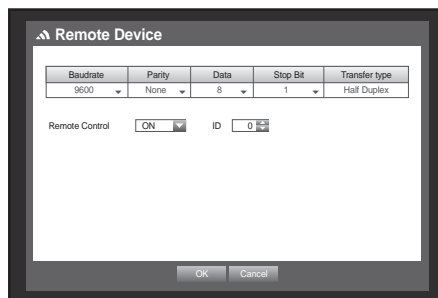 Remote Device
Baudrate Parity Data Stop Bit Transfer type
9600 None 8 1 Half Duplex
Remote Control ON ID 0
OK Cancel